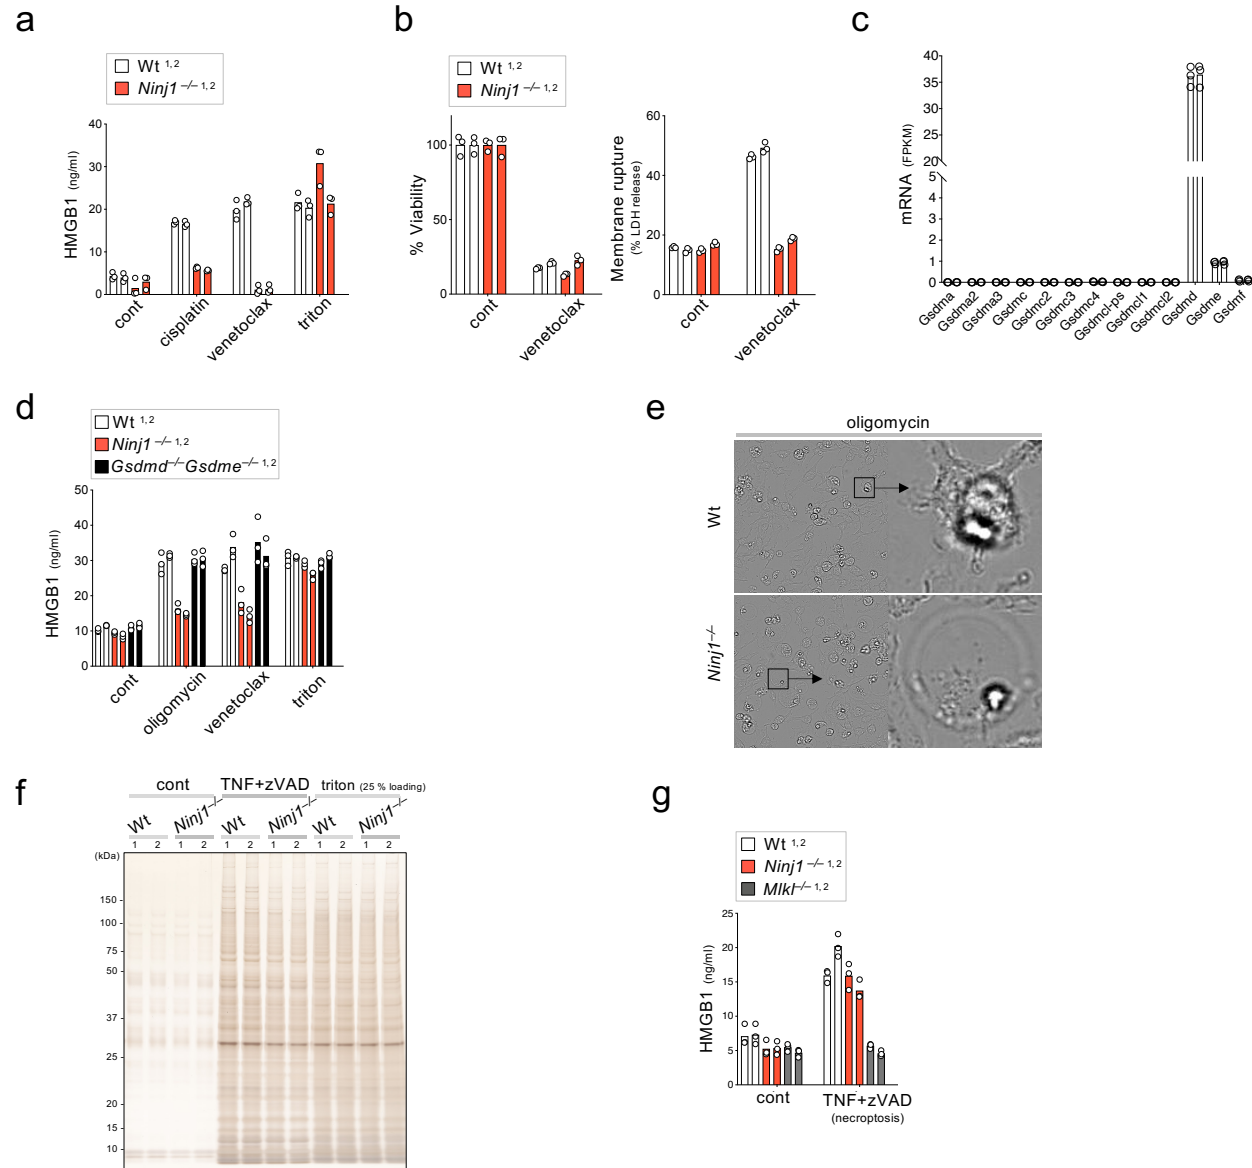 a
Wt 1,2
Ninj1 –/– 1,2
HMGB1 (ng/ml)
40
30
20
10
0
cont
cisplatin
venetoclax
triton
b
Wt 1,2
Ninj1 –/– 1,2
% Viability
100
50
0
cont
venetoclax
Membrane rupture
(% LDH release)
60
40
20
0
cont
venetoclax
c
mRNA (FPKM)
40
35
30
25
20
5
4
3
2
1
0
Gsdma
Gsdma2
Gsdma3
Gsdmc
Gsdmc2
Gsdmc3
Gsdmc4
Gsdmcl-ps
Gsdmcl1
Gsdmcl2
Gsdmd
Gsdme
Gsdmf
d
Wt 1,2
Ninj1 –/– 1,2
Gsdmd–/–Gsdme–/– 1,2
HMGB1 (ng/ml)
50
40
30
20
10
0
cont
oligomycin
venetoclax
triton
e
oligomycin
Wt
Ninj1–/–
f
cont TNF+zVAD triton (25 % loading)
Wt Ninj1–/– Wt Ninj1–/– Wt Ninj1–/–
1 2 1 2 1 2 1 2 1 2 1 2
(kDa)
150
100
75
50
37
25
20
15
10
g
Wt 1,2
Ninj1 –/– 1,2
Mlkl–/– 1,2
HMGB1 (ng/ml)
25
20
15
10
5
0
cont
TNF+zVAD
(necroptosis)